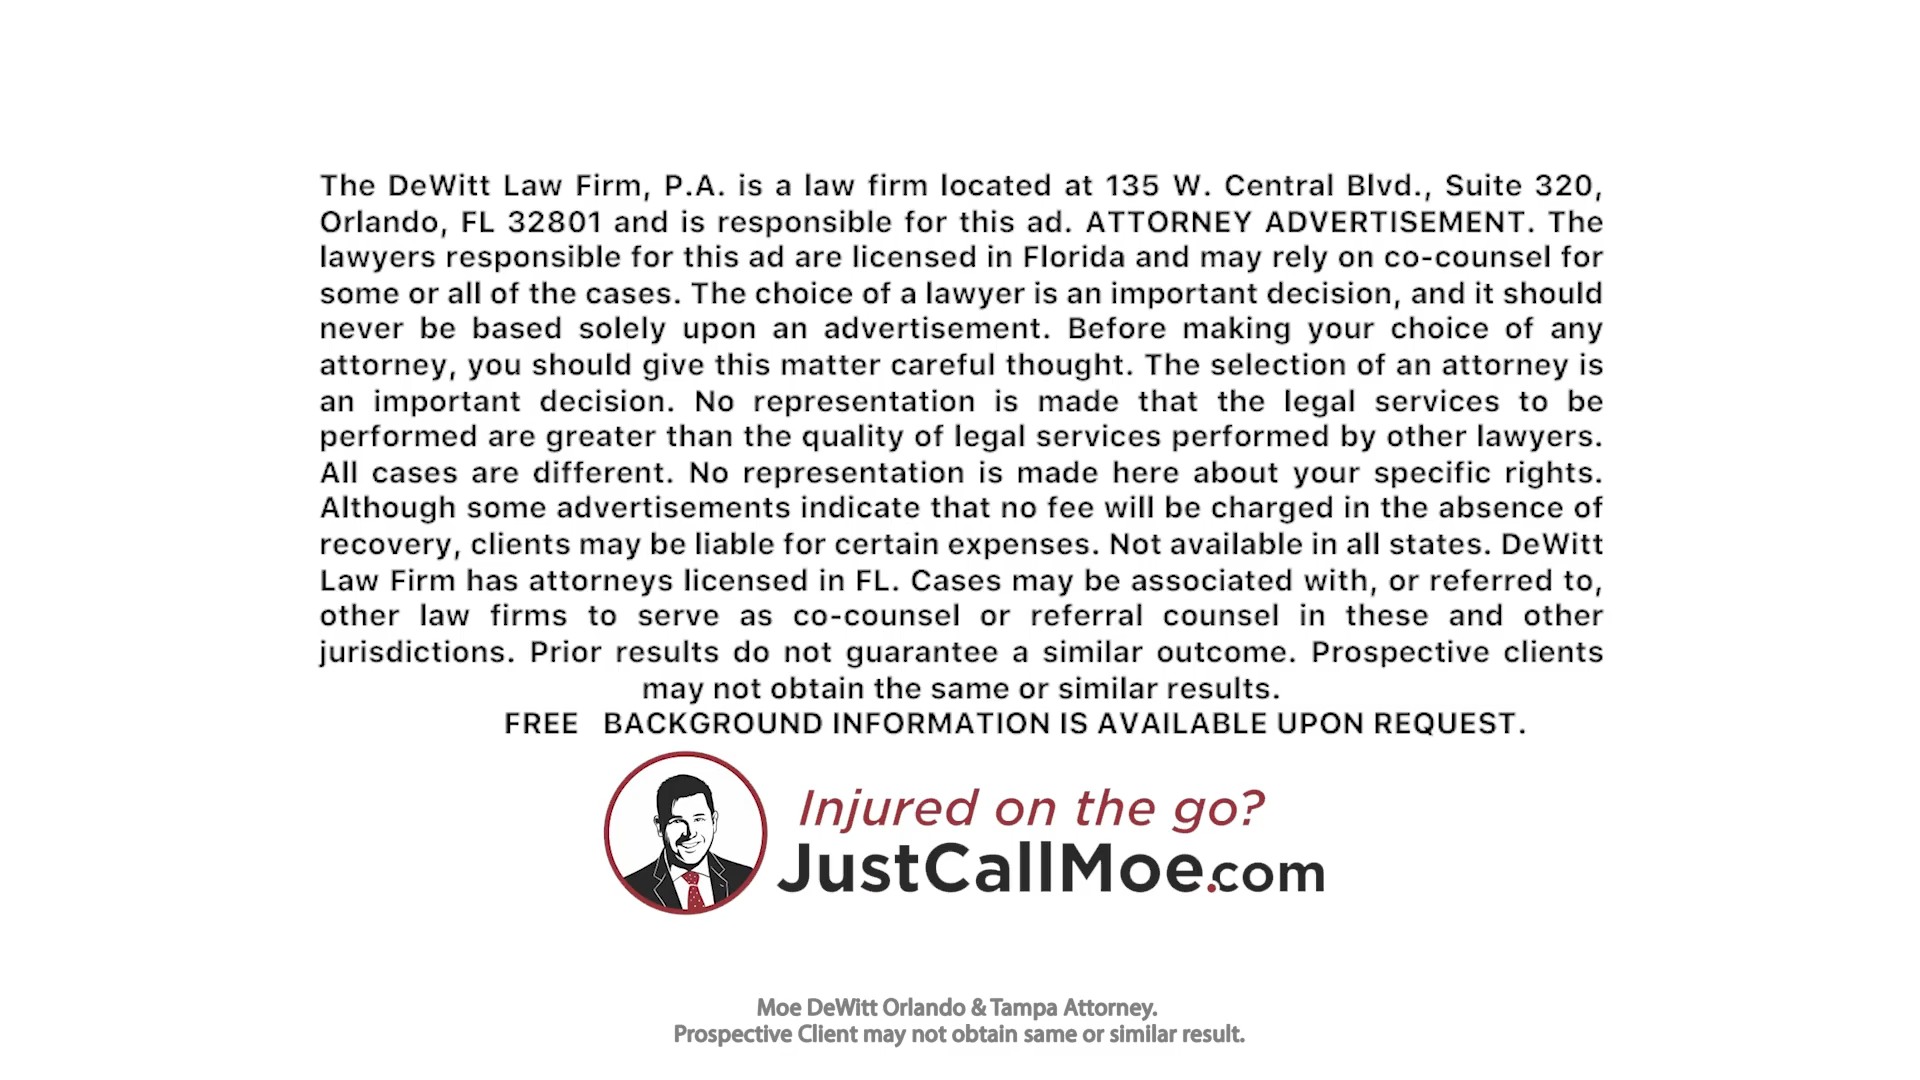 The DeWitt Law Firm, P.A. is a law firm located at 135 W. Central Blvd., Suite 320,
Orlando, FL 32801 and is responsible for this ad. ATTORNEY ADVERTISEMENT. The
lawyers responsible for this ad are licensed in Florida and may rely on co-counsel for
some or all of the cases. The choice of a lawyer is an important decision, and it should
never be based solely upon an advertisement. Before making your choice of any
attorney, you should give this matter careful thought. The selection of an attorney is
an important decision. No representation is made that the legal services to be
performed are greater than the quality of legal services performed by other lawyers.
All cases are different. No representation is made here about your specific rights.
Although some advertisements indicate that no fee will be charged in the absence of
recovery, clients may be liable for certain expenses. Not available in all states. DeWitt
Law Firm has attorneys licensed in FL. Cases may be associated with, or referred to,
other law firms to serve as co-counsel or referral counsel in these and other
jurisdictions. Prior results do not guarantee a similar outcome. Prospective clients
may not obtain the same or similar results.
FREE BACKGROUND INFORMATION IS AVAILABLE UPON REQUEST.
Injured on the go?
JustCallMoe.com
Moe DeWitt Orlando & Tampa Attorney.
Prospective Client may not obtain same or similar result.